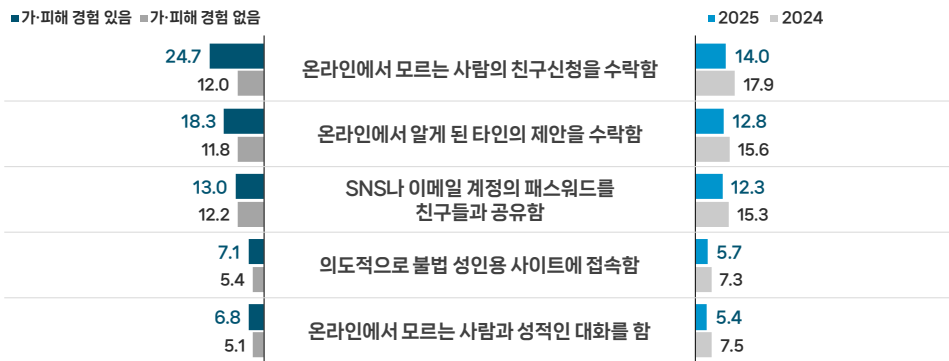 가·피해 경험 있음 가·피해 경험 없음 2025 2024
24.7 온라인에서 모르는 사람의 친구신청을 수락함 14.0
12.0 17.9
18.3 온라인에서 알게 된 타인의 제안을 수락함 12.8
11.8 15.6
13.0 SNS나 이메일 계정의 패스워드를 12.3
12.2 친구들과 공유함 15.3
7.1 의도적으로 불법 성인용 사이트에 접속함 5.7
5.4 7.3
6.8 온라인에서 모르는 사람과 성적인 대화를 함 5.4
5.1 7.5